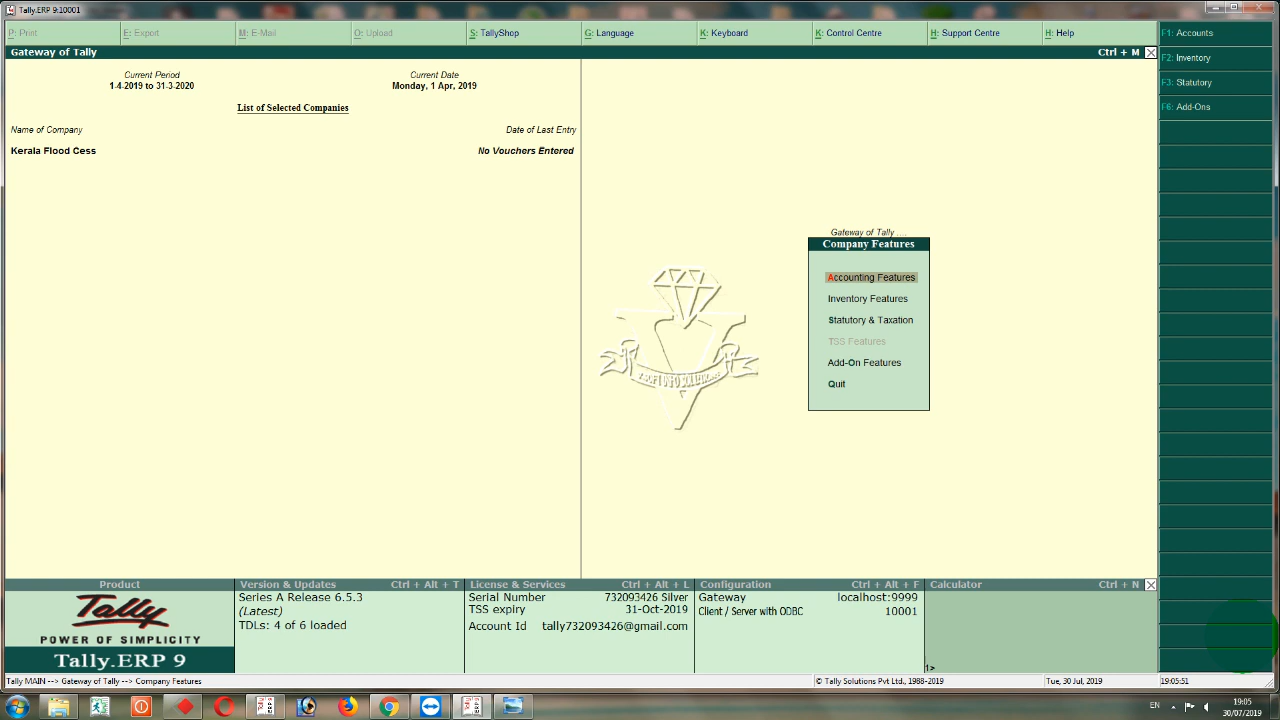 Tally.ERP 9:10001
P: Print
E: Export
M: E-Mail
O: Upload
S: TallyShop
G: Language
K: Keyboard
K: Control Centre
H: Support Centre
H: Help
F1: Accounts
Gateway of Tally
Ctrl + M
F2: Inventory
F3: Statutory
F6: Add-Ons
Current Period
1-4-2019 to 31-3-2020
Current Date
Monday, 1 Apr, 2019
List of Selected Companies
Name of Company
Date of Last Entry
Kerala Flood Cess
No Vouchers Entered
Gateway of Tally ....
Company Features
Accounting Features
Inventory Features
Statutory & Taxation
TSS Features
Add-On Features
Quit
Product
Tally
POWER OF SIMPLICITY
Tally.ERP 9
Version & Updates
Ctrl + Alt + T
Series A Release 6.5.3
(Latest)
TDLs: 4 of 6 loaded
License & Services
Ctrl + Alt + L
Serial Number 732093426 Silver
TSS expiry 31-Oct-2019
Account Id tally732093426@gmail.com
Configuration
Ctrl + Alt + F
Gateway localhost:9999
Client / Server with ODBC 10001
Calculator
Ctrl + N
1>
Tally MAIN --> Gateway of Tally --> Company Features
© Tally Solutions Pvt Ltd., 1988-2019
Tue, 30 Jul, 2019
19:05:51
EN
19:05
30/07/2019